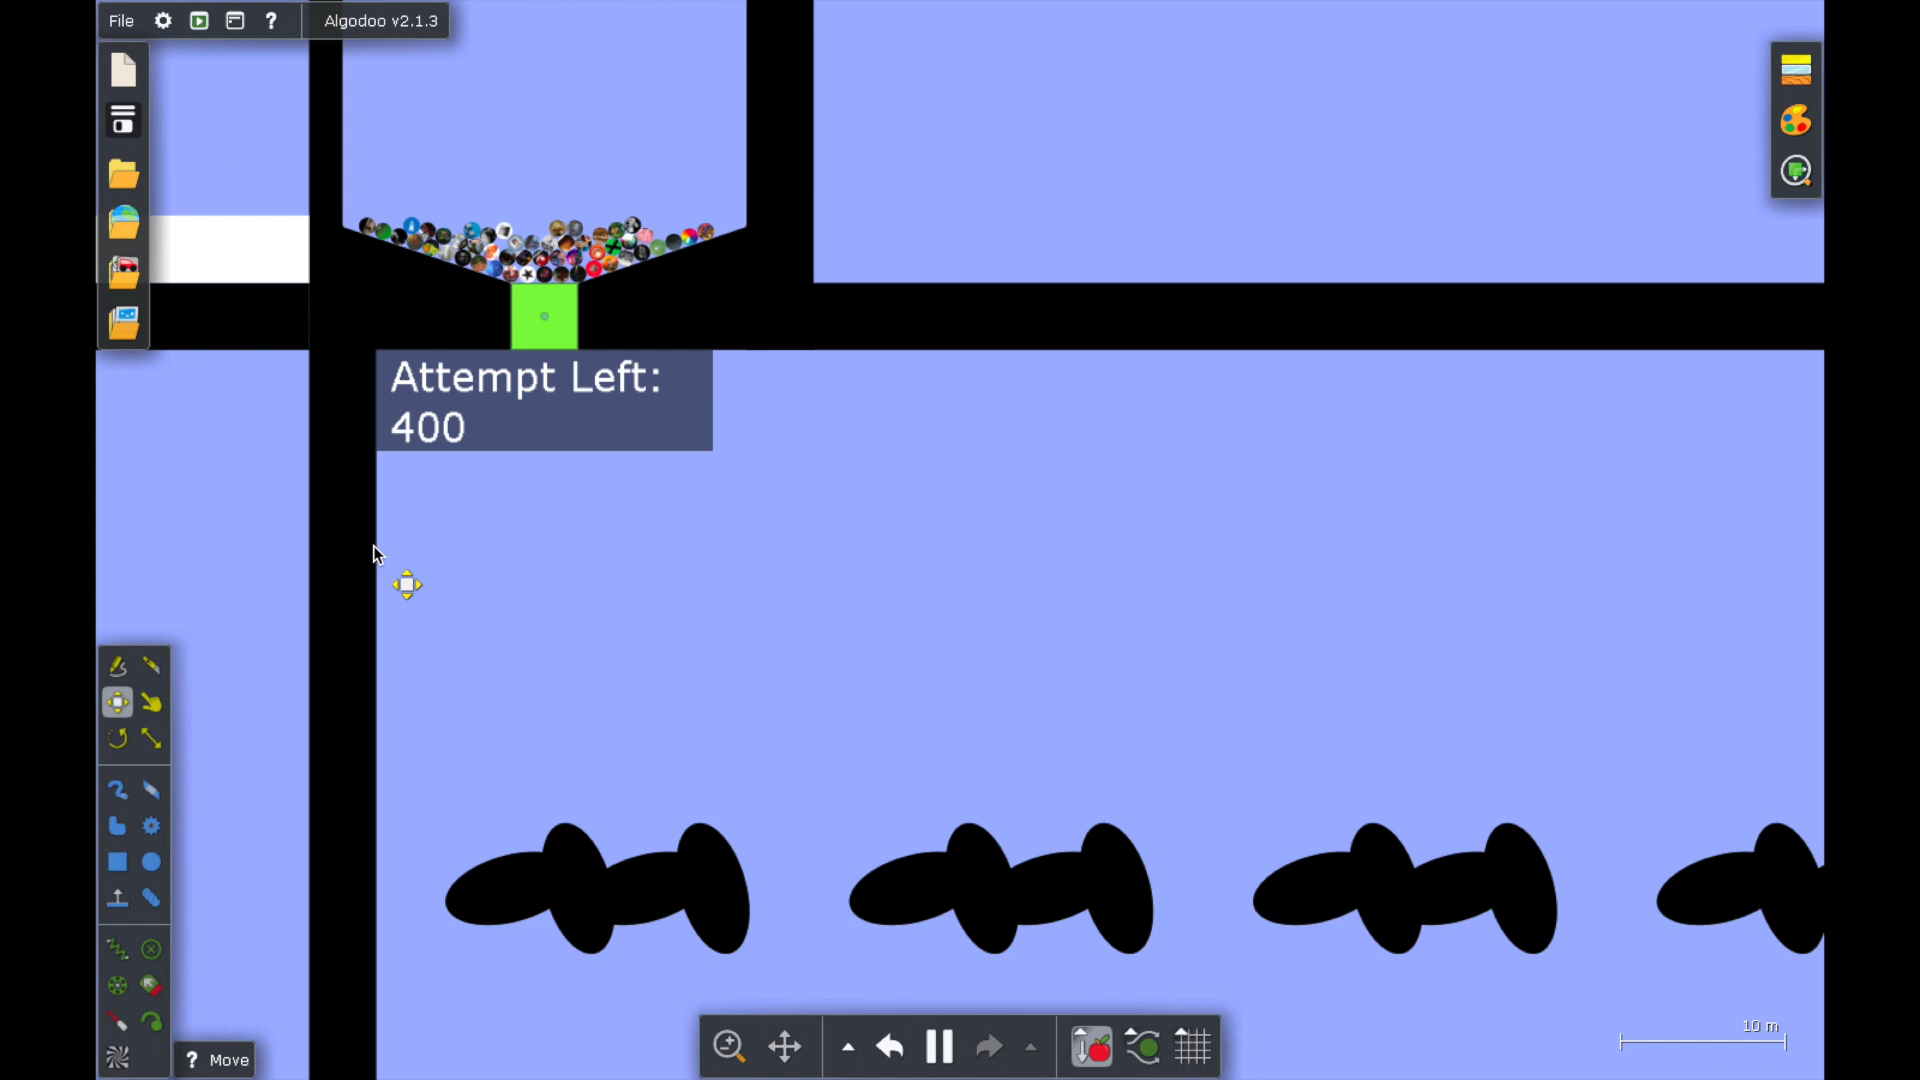 File
?
Algodoo v2.1.3
Attempt Left:
400
? Move
10 m